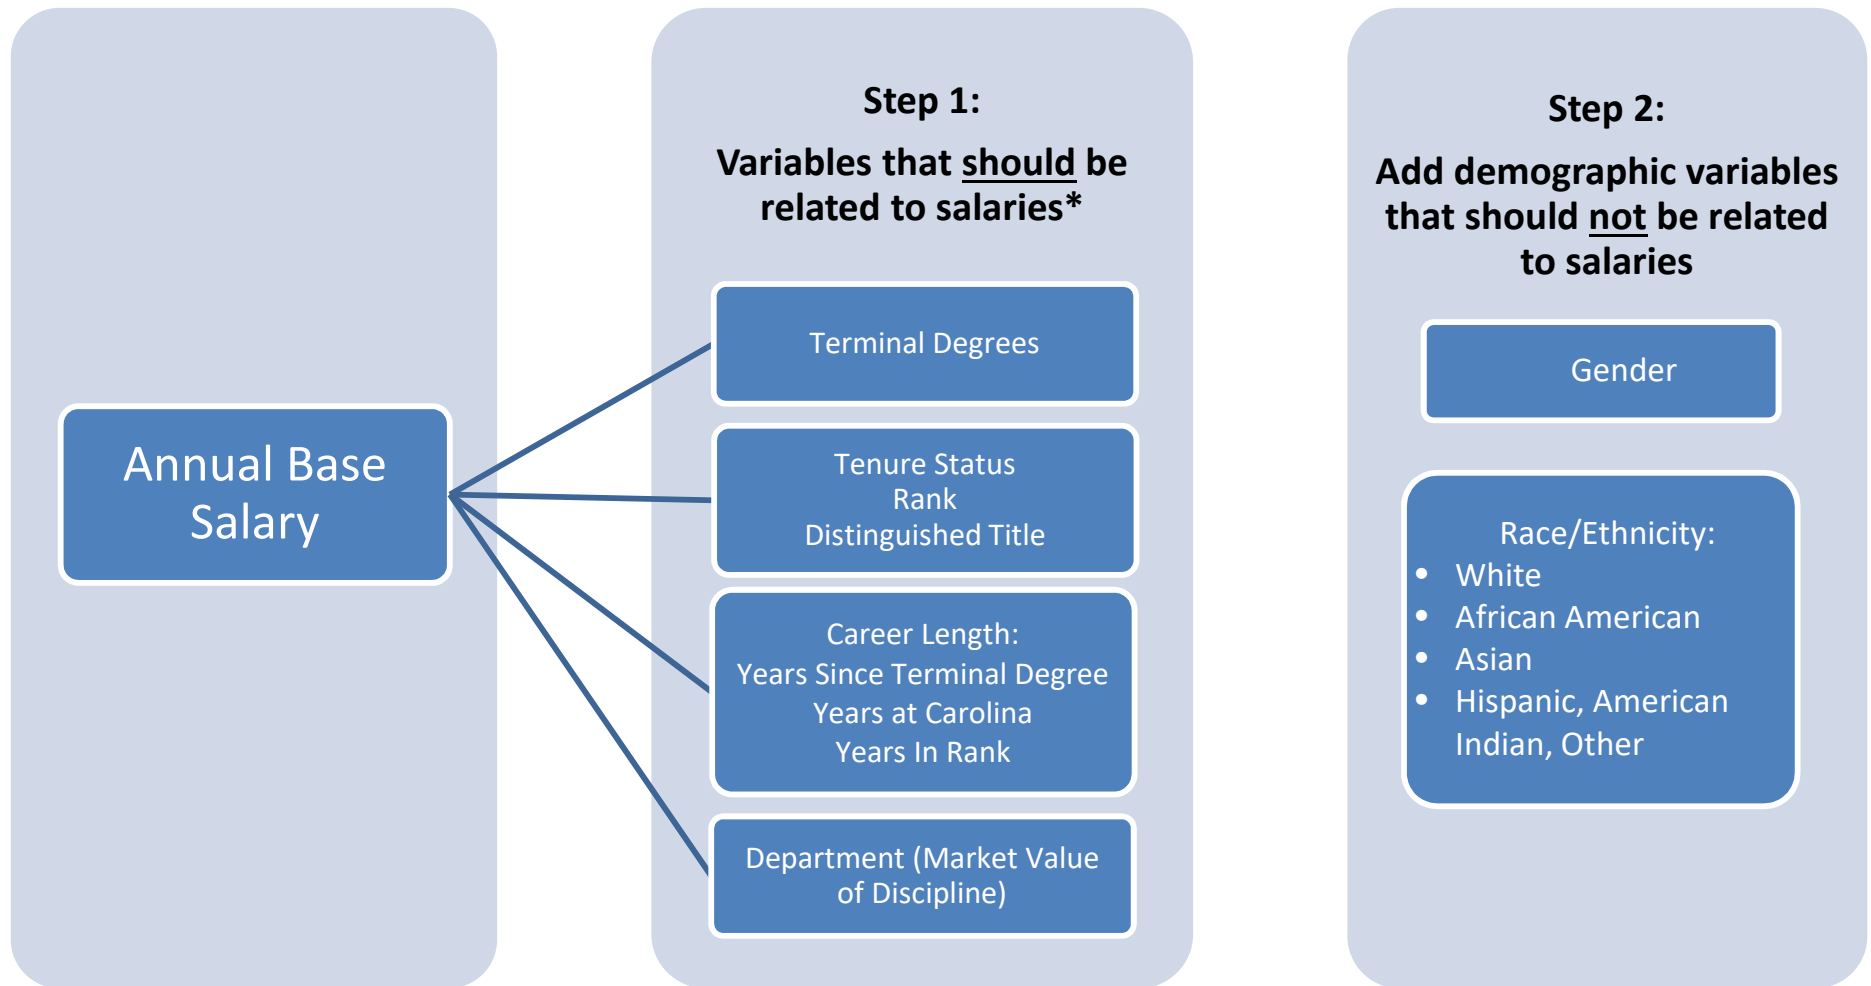 Annual Base
Salary
Step 1:
Variables that should be
related to salaries*
Terminal Degrees
Tenure Status
Rank
Distinguished Title
Career Length:
Years Since Terminal Degree
Years at Carolina
Years In Rank
Department (Market Value
of Discipline)
Step 2:
Add demographic variables
that should not be related
to salaries
Gender
Race/Ethnicity:
• White
• African American
• Asian
• Hispanic, American
Indian, Other